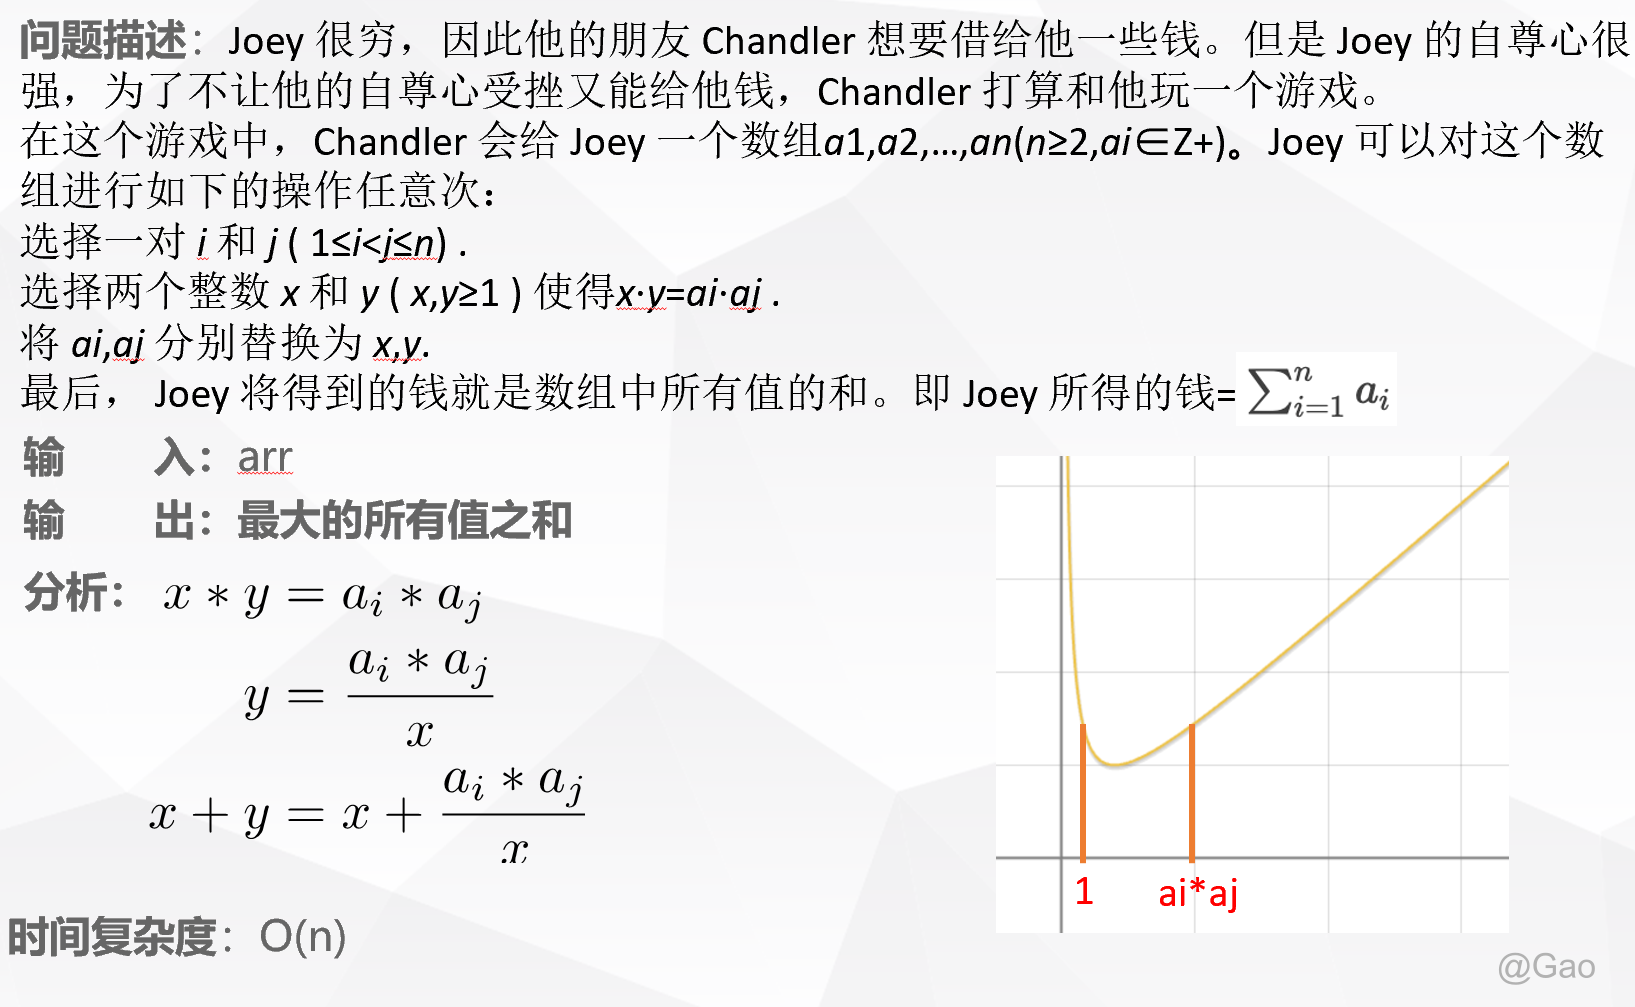 问题描述：Joey 很穷，因此他的朋友 Chandler 想要借给他一些钱。但是 Joey 的自尊心很
强，为了不让他的自尊心受挫又能给他钱，Chandler 打算和他玩一个游戏。
在这个游戏中，Chandler 会给 Joey 一个数组a1,a2,...,an(n≥2,ai∈Z+)。Joey 可以对这个数
组进行如下的操作任意次：
选择一对 i 和 j ( 1≤i<j≤n) .
选择两个整数 x 和 y ( x,y≥1 ) 使得x·y=ai·aj .
将 ai,aj 分别替换为 x,y.
最后， Joey 将得到的钱就是数组中所有值的和。即 Joey 所得的钱=\sum_{i=1}^{n} a_i
输 入：arr
输 出：最大的所有值之和
分析： x * y = a_i * a_j
y = \frac{a_i * a_j}{x}
x + y = x + \frac{a_i * a_j}{x}
1 ai*aj
时间复杂度：O(n)
@Gao